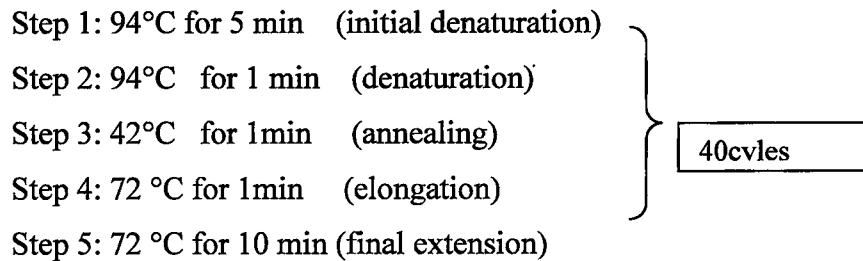 Step 1: 94°C for 5 min (initial denaturation)
Step 2: 94°C for 1 min (denaturation)
Step 3: 42°C for 1min (annealing)
40cvles
Step 4: 72 °C for 1min (elongation)
Step 5: 72 °C for 10 min (final extension)